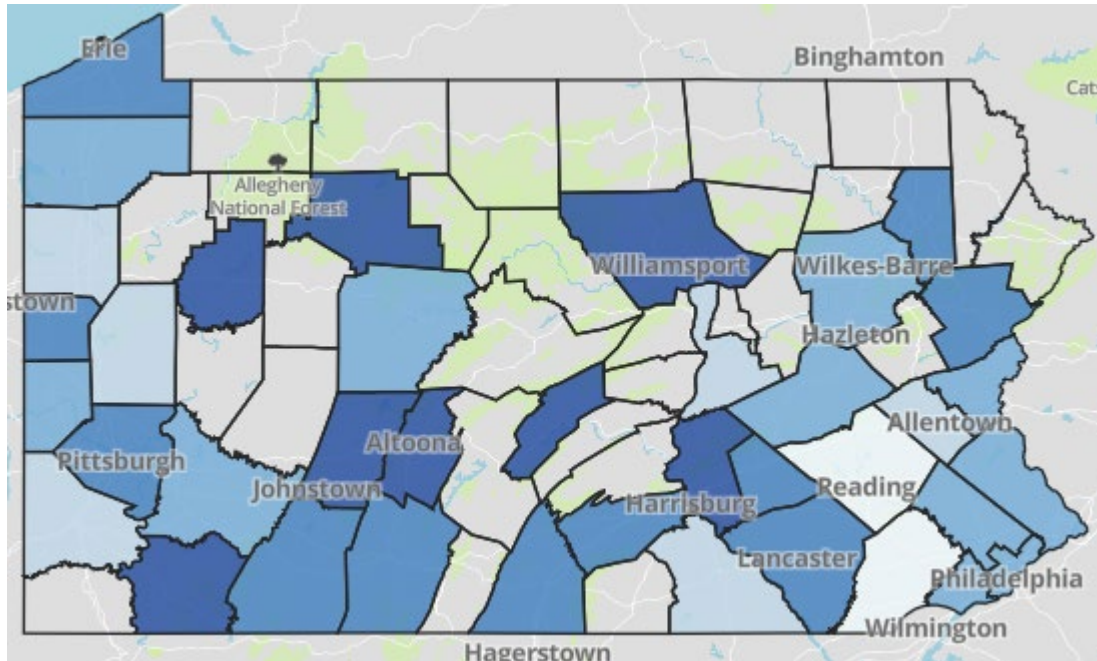 Erie
Binghamton
Cats
Allegheny
National Forest
Williamsport
Wilkes-Barre
stown
Hazleton
Allentown
Altoona
Pittsburgh
Johnstown
Reading
Harrisburg
Lancaster
Philadelphia
Wilmington
Hagerstown